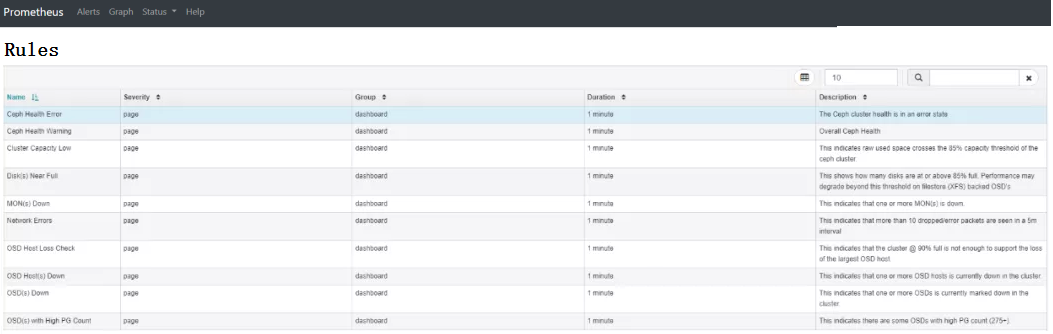 Prometheus Alerts Graph Status Help
Rules
10
Name Severity Group Duration Description
Ceph Health Error page dashboard 1 minute The Ceph cluster health is in an error state
Ceph Health Warning page dashboard 1 minute Overall Ceph Health
Cluster Capacity Low page dashboard 1 minute This indicates raw used space crosses the 85% capacity threshold of the
ceph cluster.
Disk(s) Near Full page dashboard 1 minute This shows how many disks are at or above 85% full. Performance may
degrade beyond this threshold on filestore (XFS) backed OSD's
MON(s) Down page dashboard 1 minute This indicates that one or more MON(s) is down.
Network Errors page dashboard 1 minute This indicates that more than 10 dropped/error packets are seen in a 5m
interval
OSD Host Loss Check page dashboard 1 minute This indicates that the cluster @ 90% full is not enough to support the loss
of the largest OSD host.
OSD Host(s) Down page dashboard 1 minute This indicates that one or more OSD hosts is currently down in the cluster.
OSD(s) Down page dashboard 1 minute This indicates that one or more OSDs is currently marked down in the
cluster.
OSD(s) with High PG Count page dashboard 1 minute This indicates there are some OSDs with high PG count (275+).